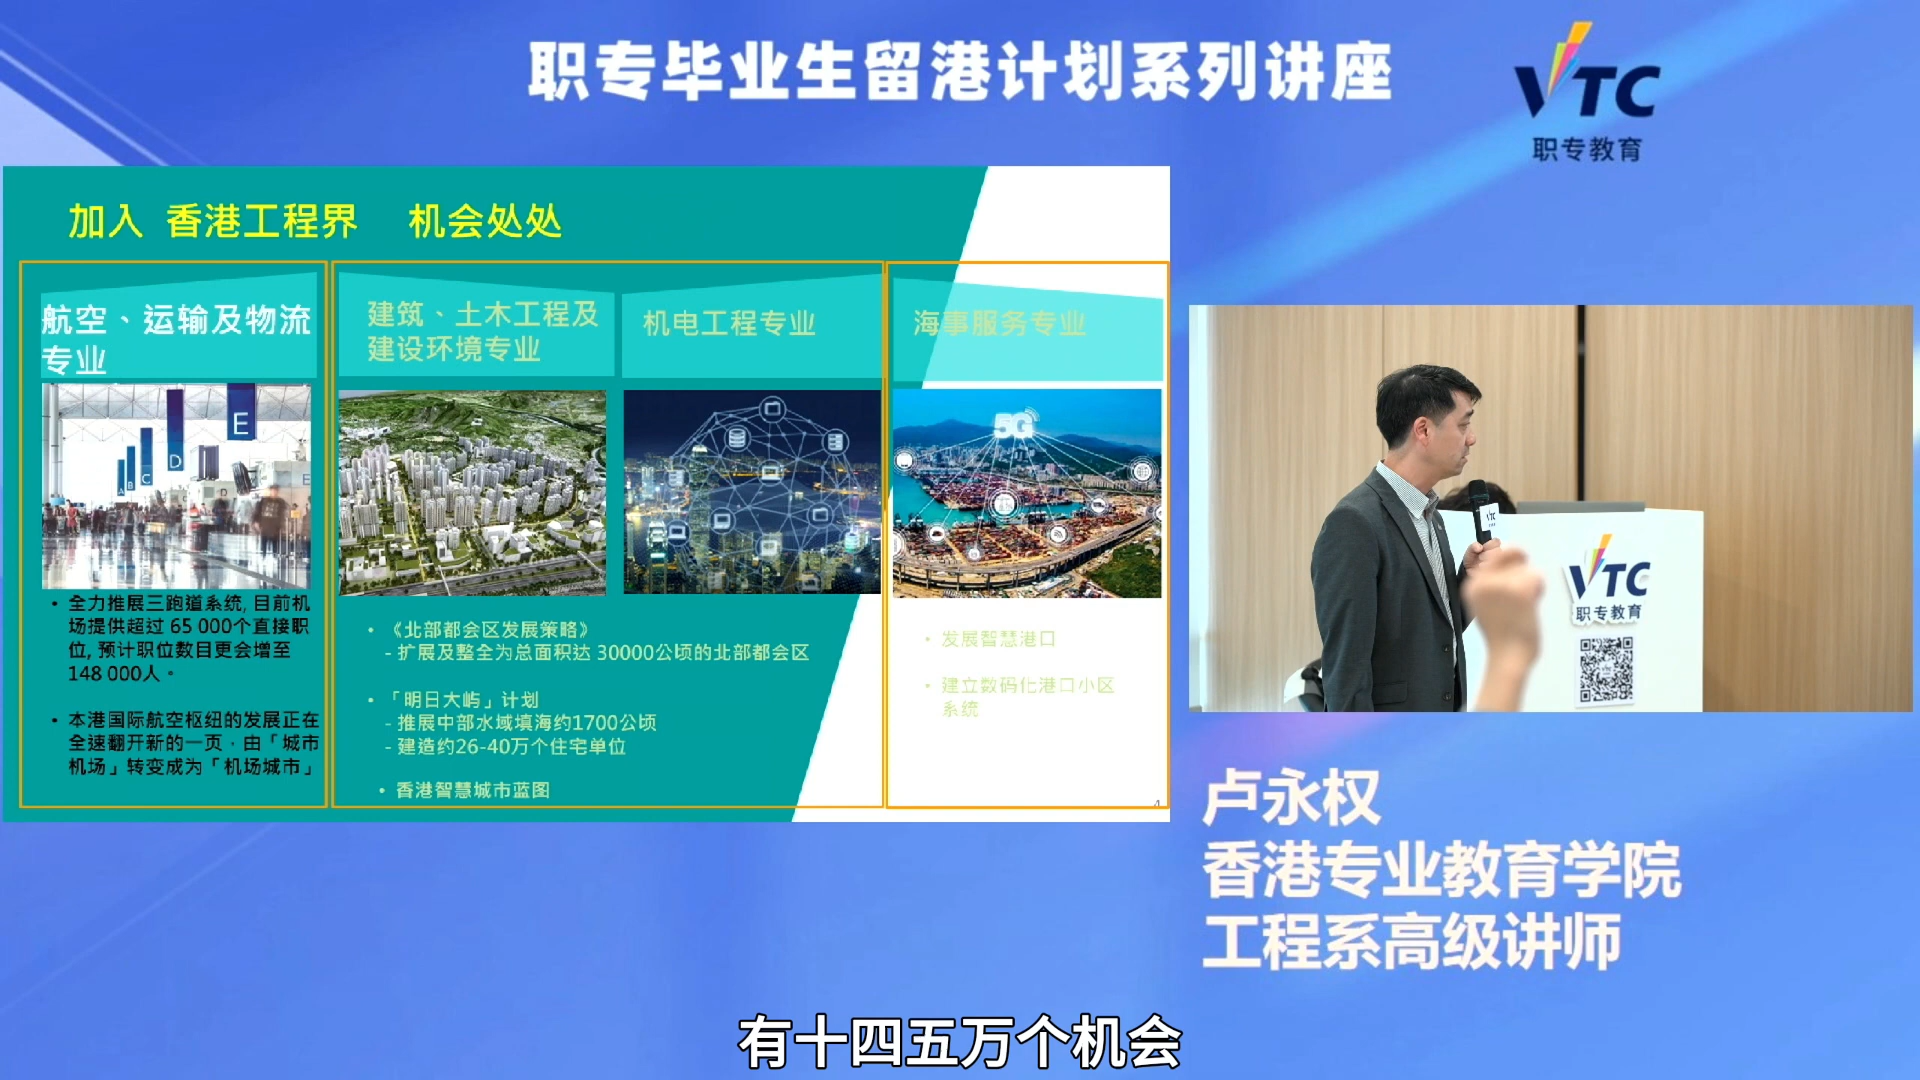 职专毕业生留港计划系列讲座
VTC
职专教育
加入 香港工程界 机会处处
航空、运输及物流
专业
建筑、土木工程及
建设环境专业
机电工程专业
海事服务专业
E
D
C
B
A
5G
• 全力推展三跑道系统, 目前机
场提供超过 65 000个直接职
位, 预计职位数目更会增至
148 000人。
• 本港国际航空枢纽的发展正在
全速翻开新的一页，由「城市
机场」转变成为「机场城市」
• 《北部都会区发展策略》
- 扩展及整全为总面积达 30000公顷的北部都会区
• 「明日大屿」计划
- 推展中部水域填海约1700公顷
- 建造约26-40万个住宅单位
• 香港智慧城市蓝图
• 发展智慧港口
• 建立数码化港口小区
系统
4
VTC
VTC
职专教育
卢永权
香港专业教育学院
工程系高级讲师
有十四五万个机会